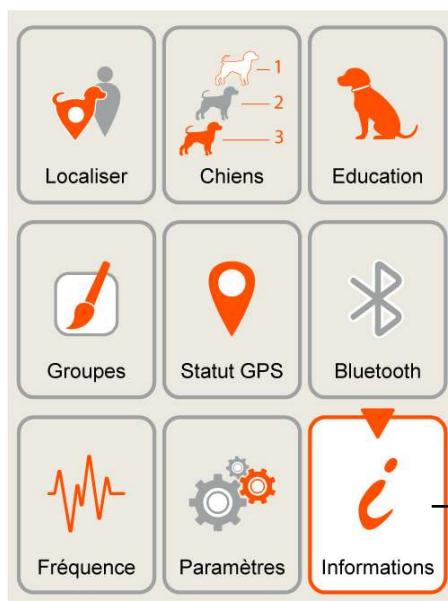 1
2
3
Localiser
Chiens
Education
Groupes
Statut GPS
Bluetooth
i
Fréquence
Paramètres
Informations